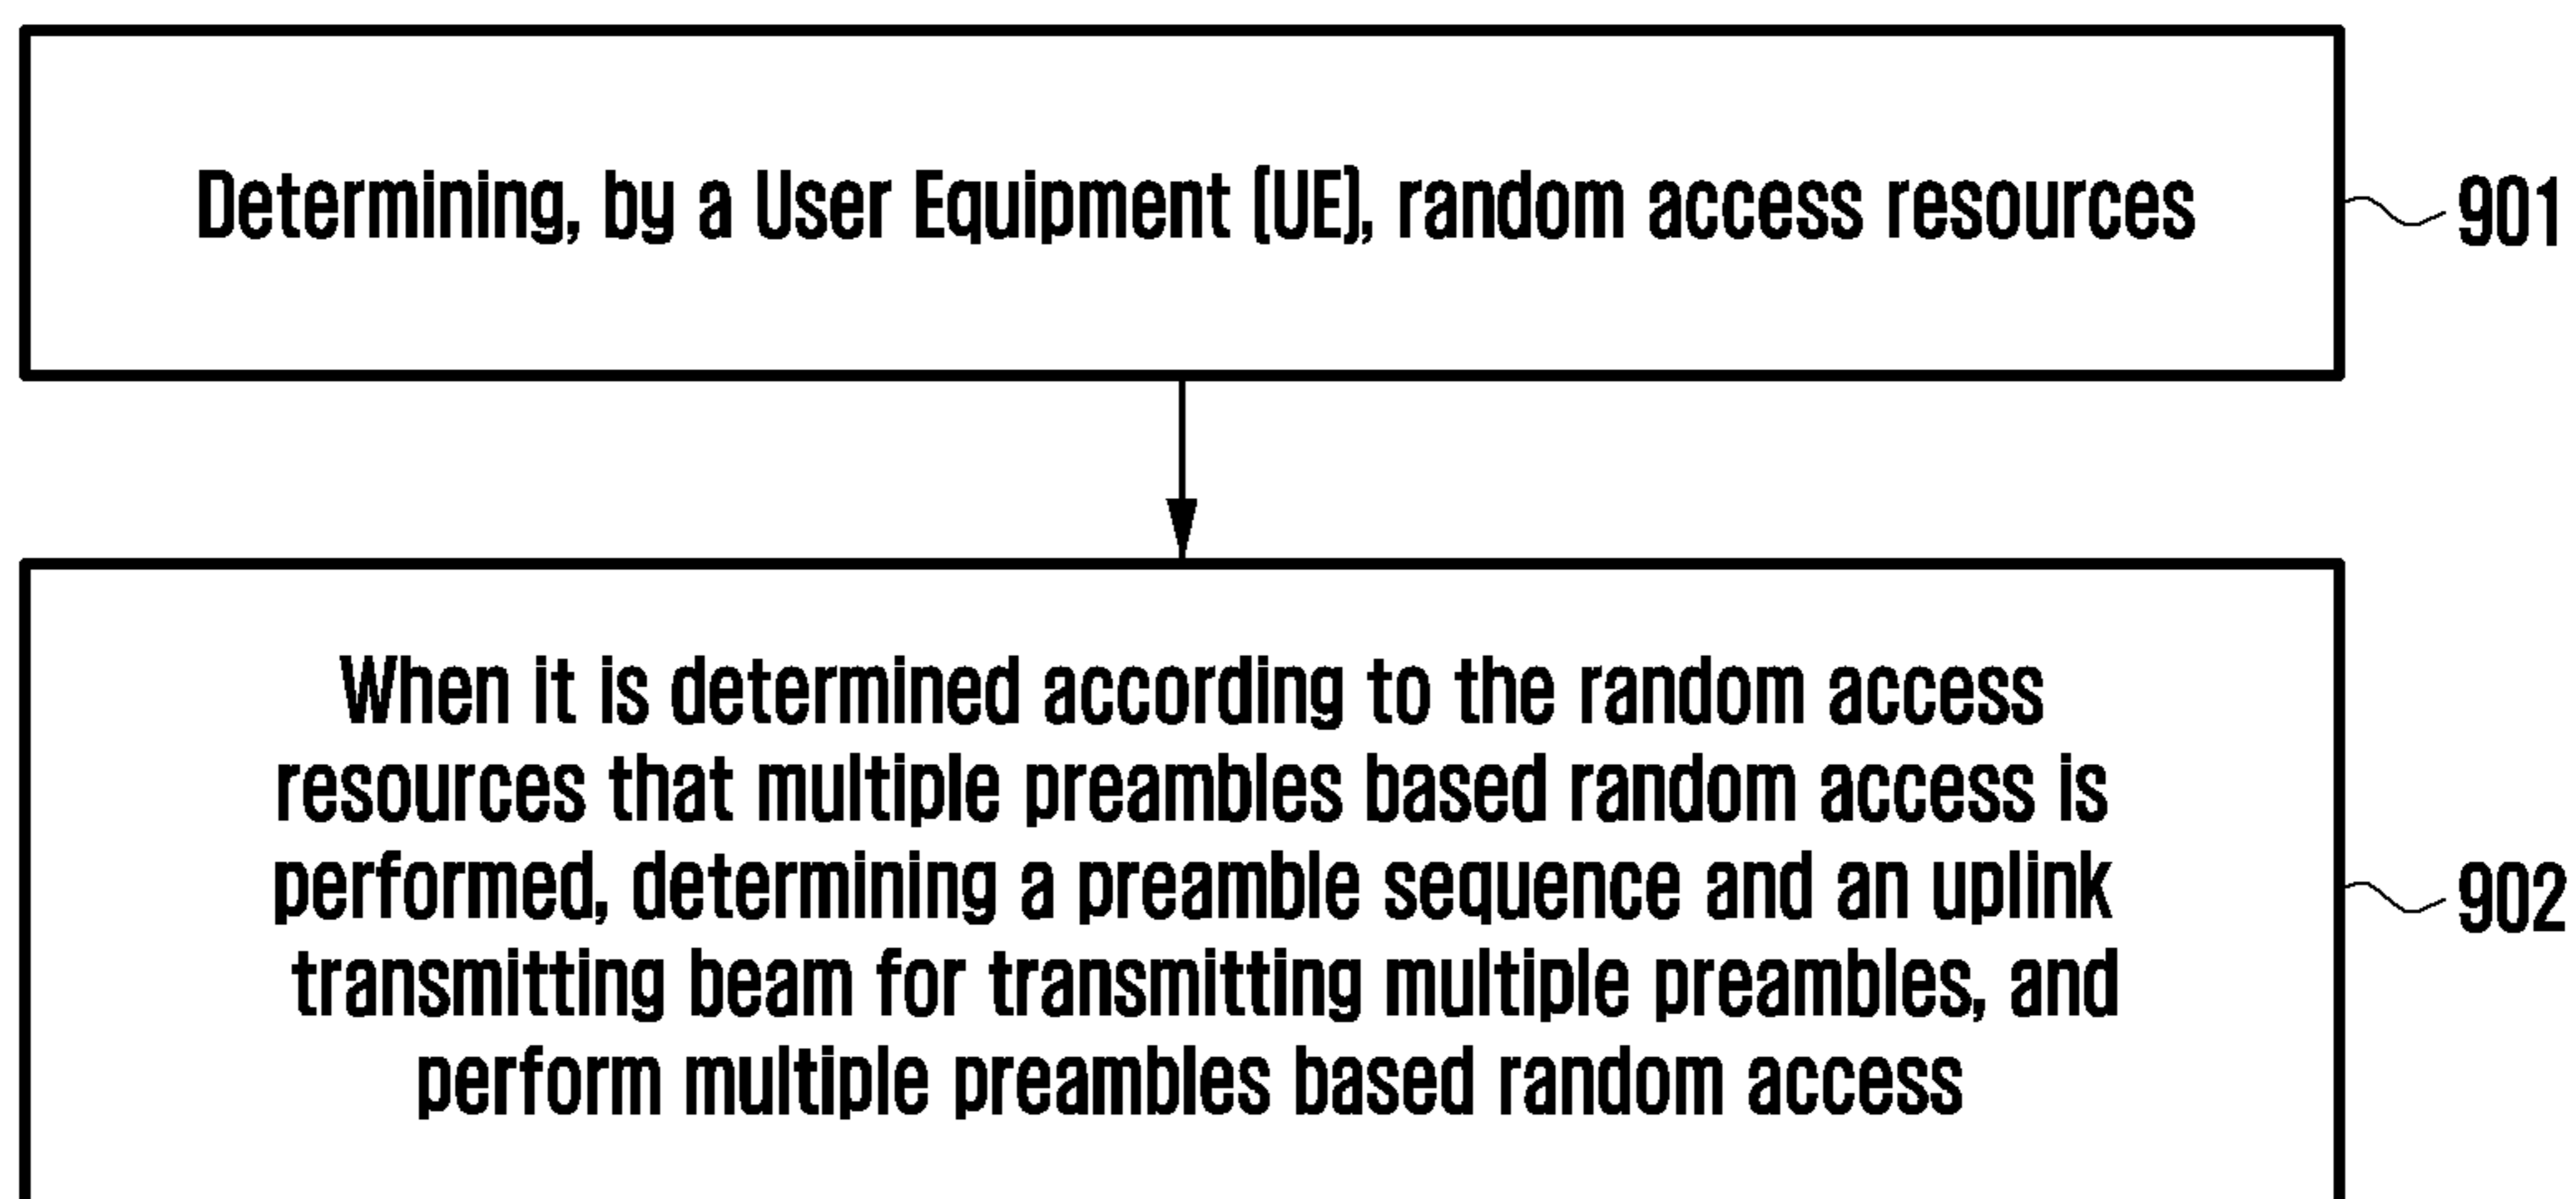 Determining, by a User Equipment (UE), random access resources
901
When it is determined according to the random access
resources that multiple preambles based random access is
performed, determining a preamble sequence and an uplink
transmitting beam for transmitting multiple preambles, and
perform multiple preambles based random access
902